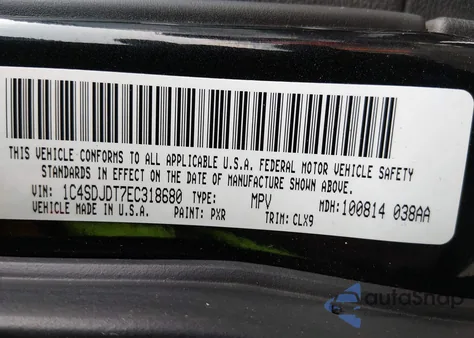 THIS VEHICLE CONFORMS TO ALL APPLICABLE U.S.A. FEDERAL MOTOR VEHICLE SAFETY
STANDARDS IN EFFECT ON THE DATE OF MANUFACTURE SHOWN ABOVE.
VIN: 1C4SDJDT7EC318680 TYPE: MPV MDH: 100814 038AA
VEHICLE MADE IN U.S.A. PAINT: PXR TRIM: CLX9
autoSnap